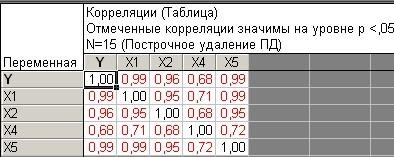 Корреляции (Таблица)
Отмеченные корреляции значимы на уровне p <,05
N=15 (Построчное удаление ПД)
Переменная Y X1 X2 X4 X5
Y 1,00 0,99 0,96 0,68 0,99
X1 0,99 1,00 0,95 0,71 0,99
X2 0,96 0,95 1,00 0,68 0,95
X4 0,68 0,71 0,68 1,00 0,72
X5 0,99 0,99 0,95 0,72 1,00